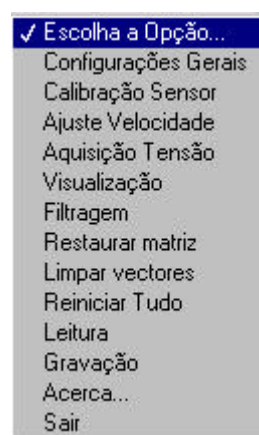 ✓ Escolha a Opção...
Configurações Gerais
Calibração Sensor
Ajuste Velocidade
Aquisição Tensão
Visualização
Filtragem
Restaurar matriz
Limpar vectores
Reiniciar Tudo
Leitura
Gravação
Acerca...
Sair